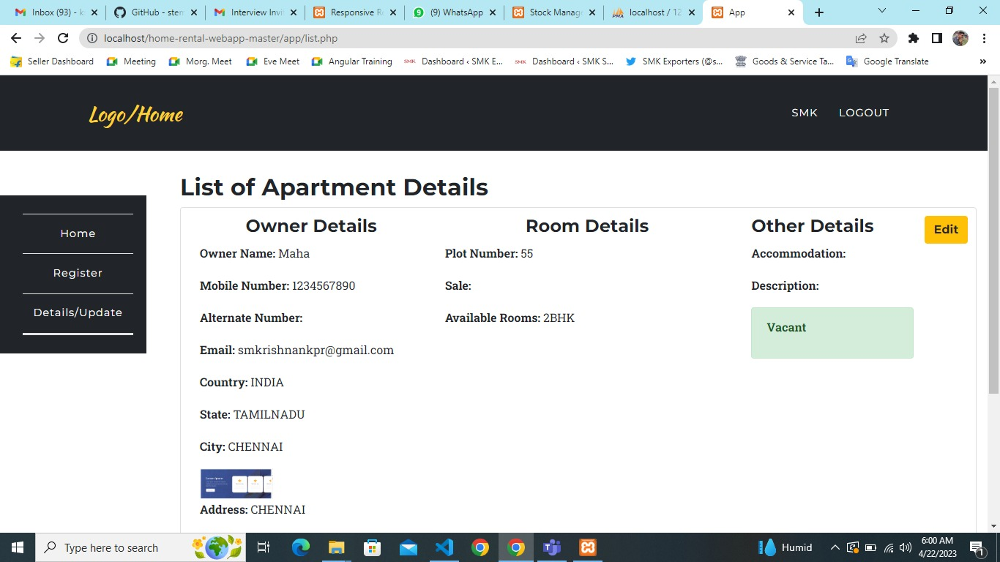 Inbox (93) - k
GitHub - stem
Interview Invi
Responsive R
(9) WhatsApp
Stock Manag
localhost / 12
App
localhost/home-rental-webapp-master/app/list.php
Seller Dashboard
Meeting
Morg. Meet
Eve Meet
Angular Training
SMK Dashboard ‹ SMK E...
SMK Dashboard ‹ SMK S...
SMK Exporters (@s...
Goods & Service Ta...
Google Translate
»
Logo/Home
SMK
LOGOUT
Home
Register
Details/Update
List of Apartment Details
Owner Details
Owner Name: Maha
Mobile Number: 1234567890
Alternate Number:
Email: smkrishnankpr@gmail.com
Country: INDIA
State: TAMILNADU
City: CHENNAI
Address: CHENNAI
Room Details
Plot Number: 55
Sale:
Available Rooms: 2BHK
Other Details
Accommodation:
Description:
Vacant
Edit
Type here to search
Humid
6:00 AM
4/22/2023
1